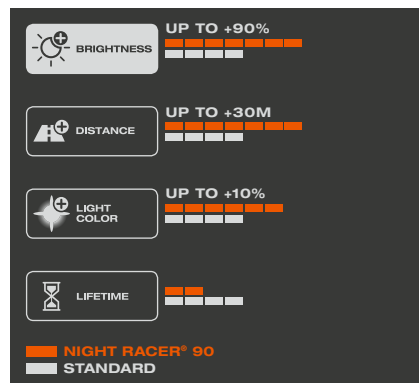 UP TO +90%
BRIGHTNESS
UP TO +30M
DISTANCE
UP TO +10%
LIGHT
COLOR
LIFETIME
NIGHT RACER® 90
STANDARD